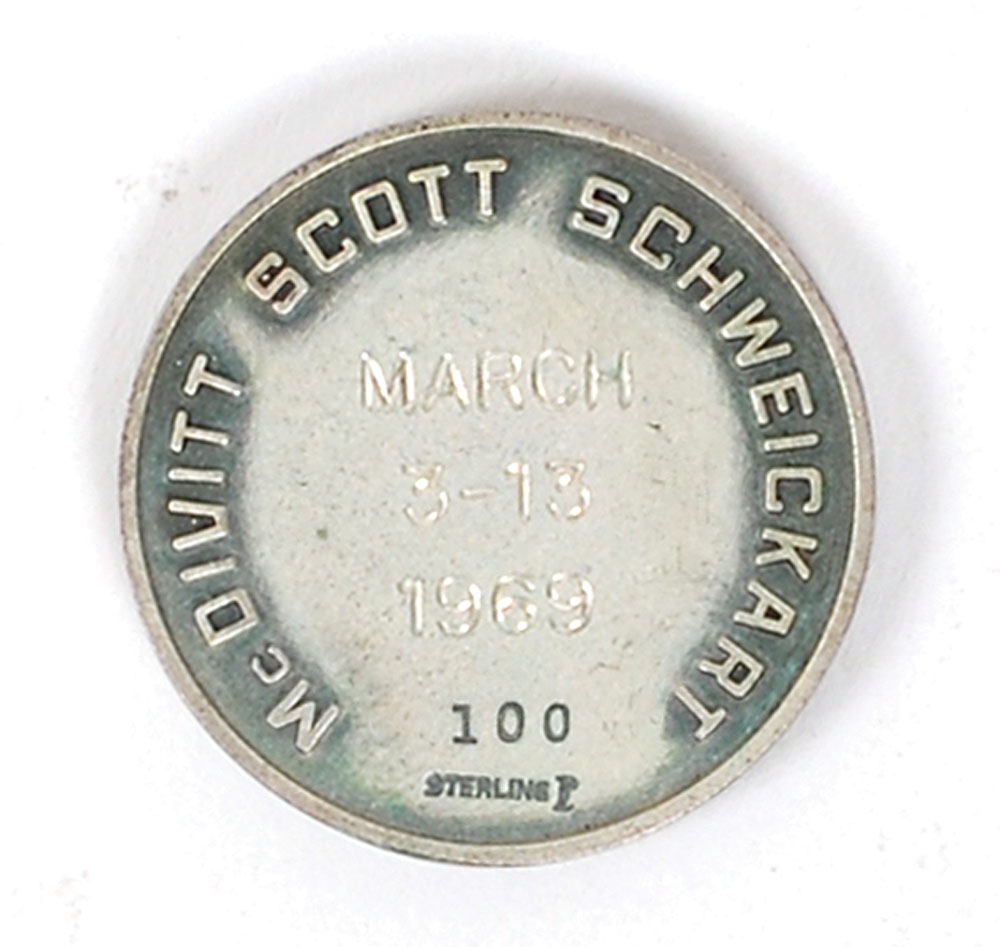 McDIVITT SCOTT SCHWEICKART
MARCH
3-13
1969
100
STERLING